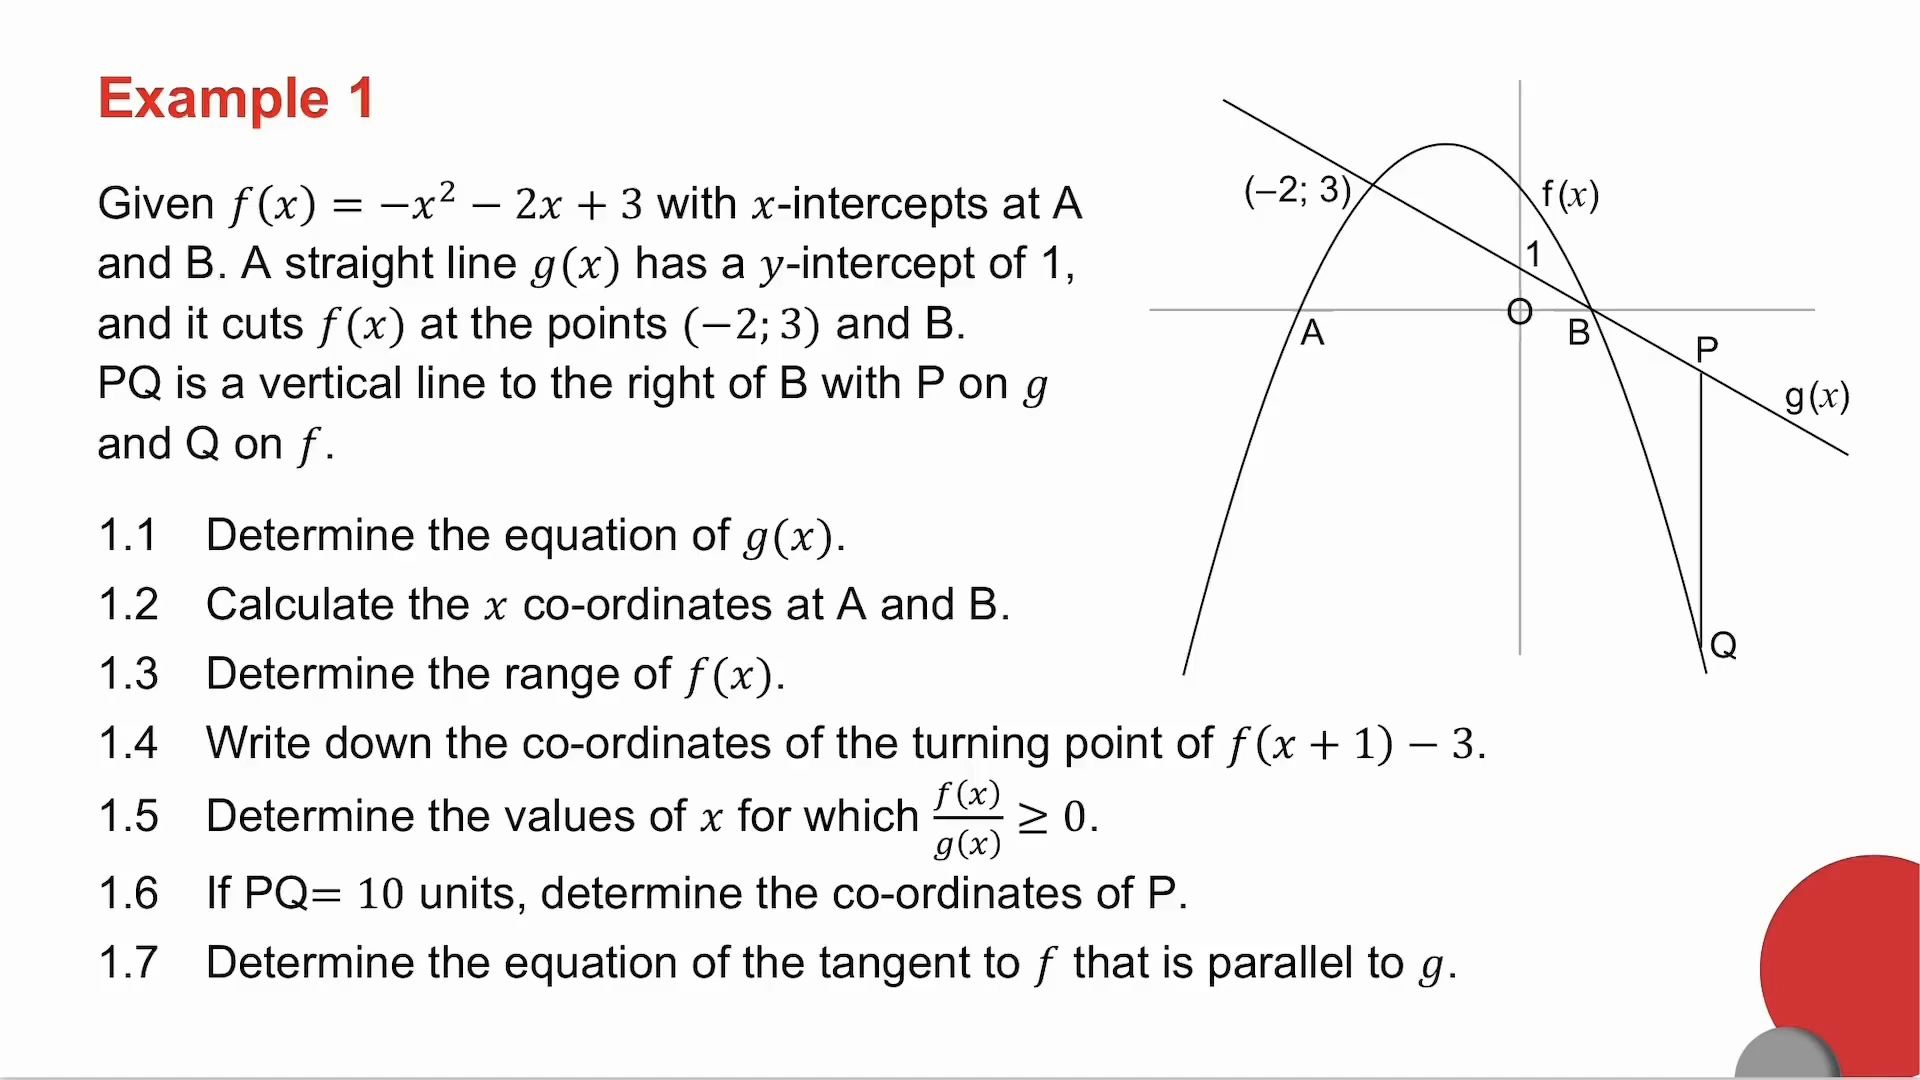 Example 1
Given f(x) = −x² − 2x + 3 with x-intercepts at A
and B. A straight line g(x) has a y-intercept of 1,
and it cuts f(x) at the points (−2; 3) and B.
PQ is a vertical line to the right of B with P on g
and Q on f.
1.1 Determine the equation of g(x).
1.2 Calculate the x co-ordinates at A and B.
1.3 Determine the range of f(x).
1.4 Write down the co-ordinates of the turning point of f(x + 1) − 3.
1.5 Determine the values of x for which f(x)/g(x) ≥ 0.
1.6 If PQ= 10 units, determine the co-ordinates of P.
1.7 Determine the equation of the tangent to f that is parallel to g.
(–2; 3)
f(x)
1
O
A
B
P
g(x)
Q